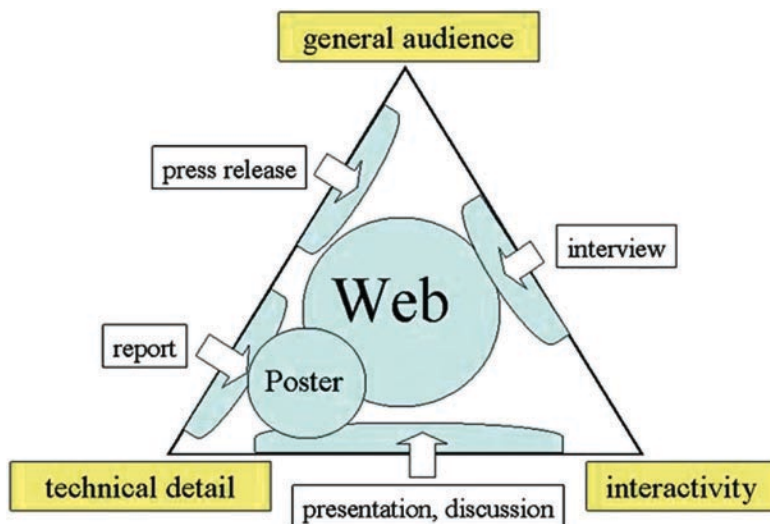 general audience
press release
interview
Web
report
Poster
technical detail
interactivity
presentation, discussion